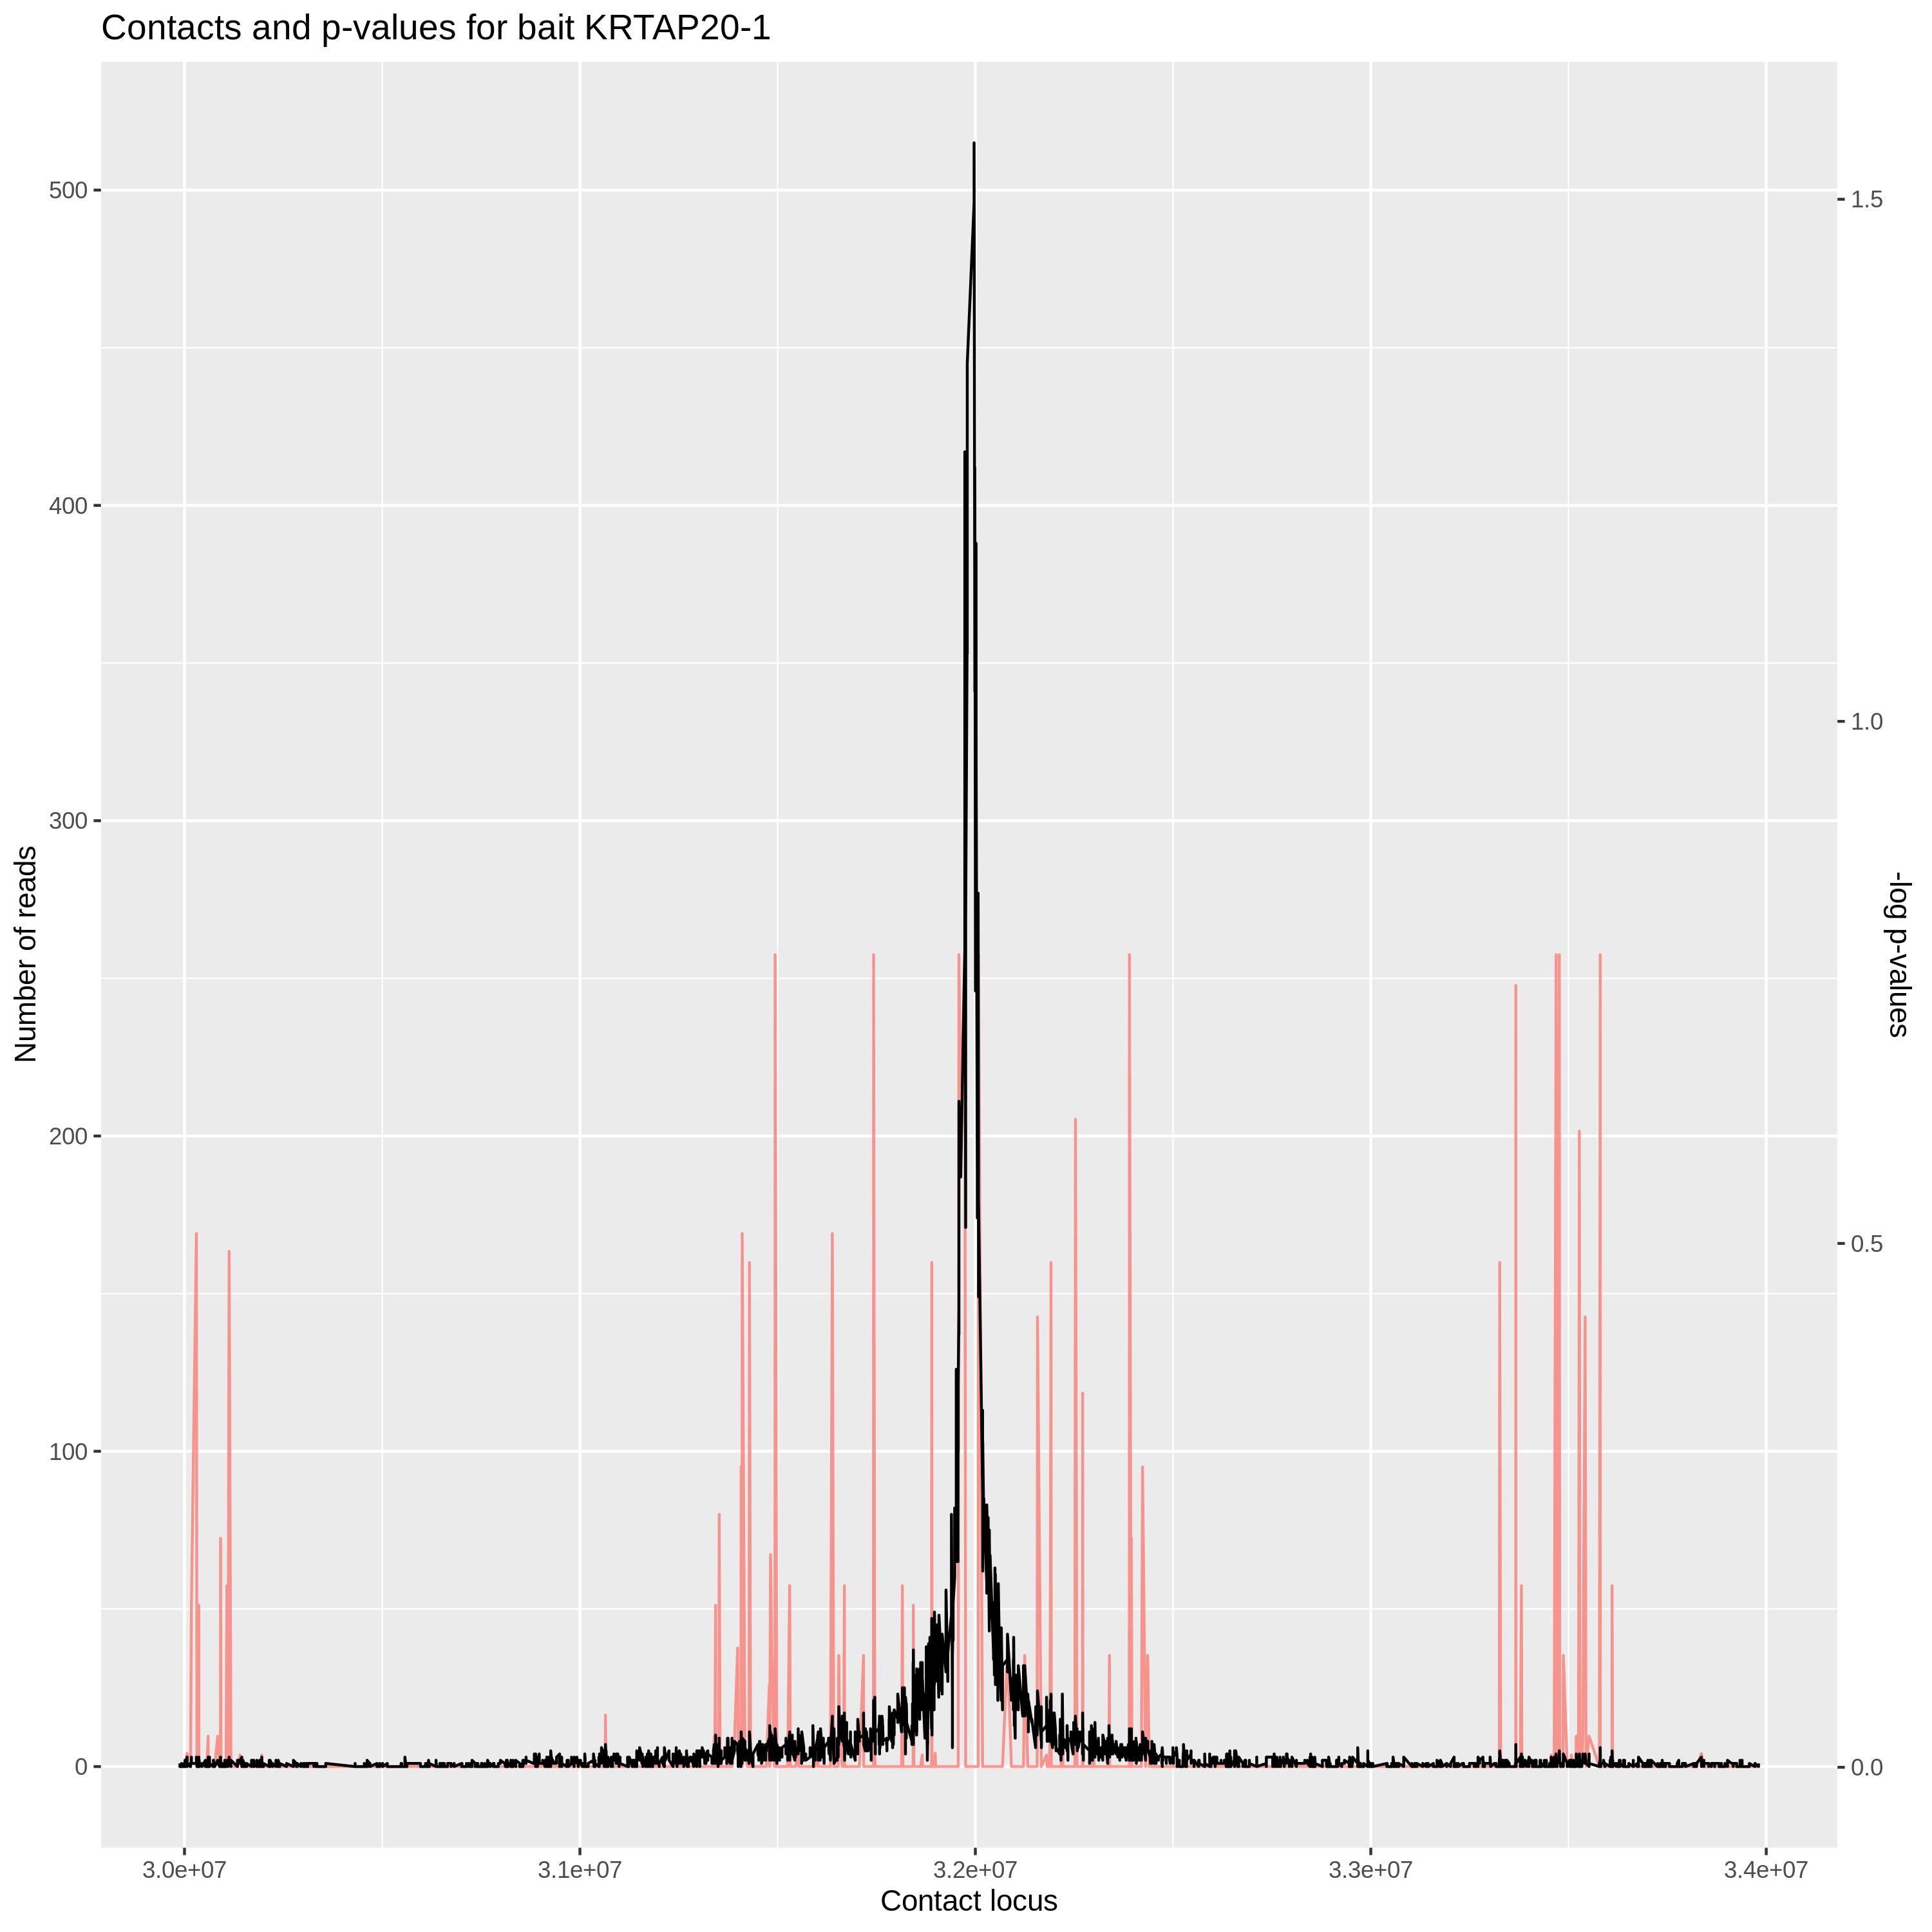 Contacts and p-values for bait KRTAP20-1
500
400
300
200
100
0
Number of reads
1.5
1.0
0.5
0.0
-log p-values
3.0e+07 3.1e+07 3.2e+07 3.3e+07 3.4e+07
Contact locus